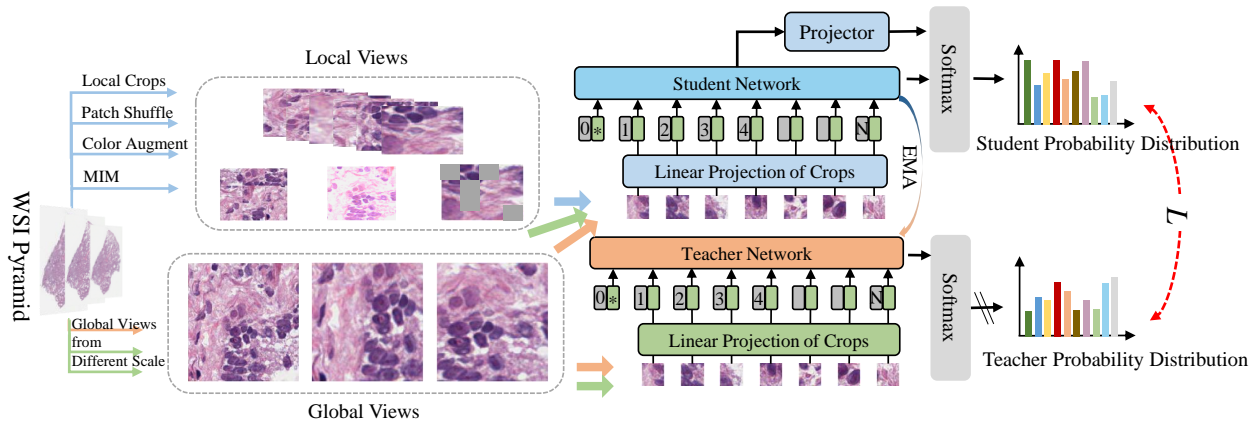 Local Views
Local Crops
Patch Shuffle
Color Augment
MIM
WSI Pyramid
Global Views
from
Different Scale
Global Views
Projector
Student Network
0 * 1 2 3 4 N
Linear Projection of Crops
EMA
Teacher Network
0 * 1 2 3 4 N
Linear Projection of Crops
Softmax
Softmax
Student Probability Distribution
L
Teacher Probability Distribution